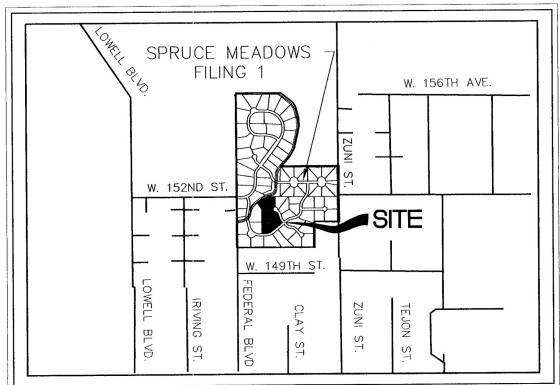 LOWELL BLVD.
SPRUCE MEADOWS
FILING 1
W. 156TH AVE.
ZUNI ST.
W. 152ND ST.
SITE
W. 149TH ST.
LOWELL BLVD.
IRIVING ST.
FEDERAL BLVD
CLAY ST.
ZUNI ST.
TEJON ST.